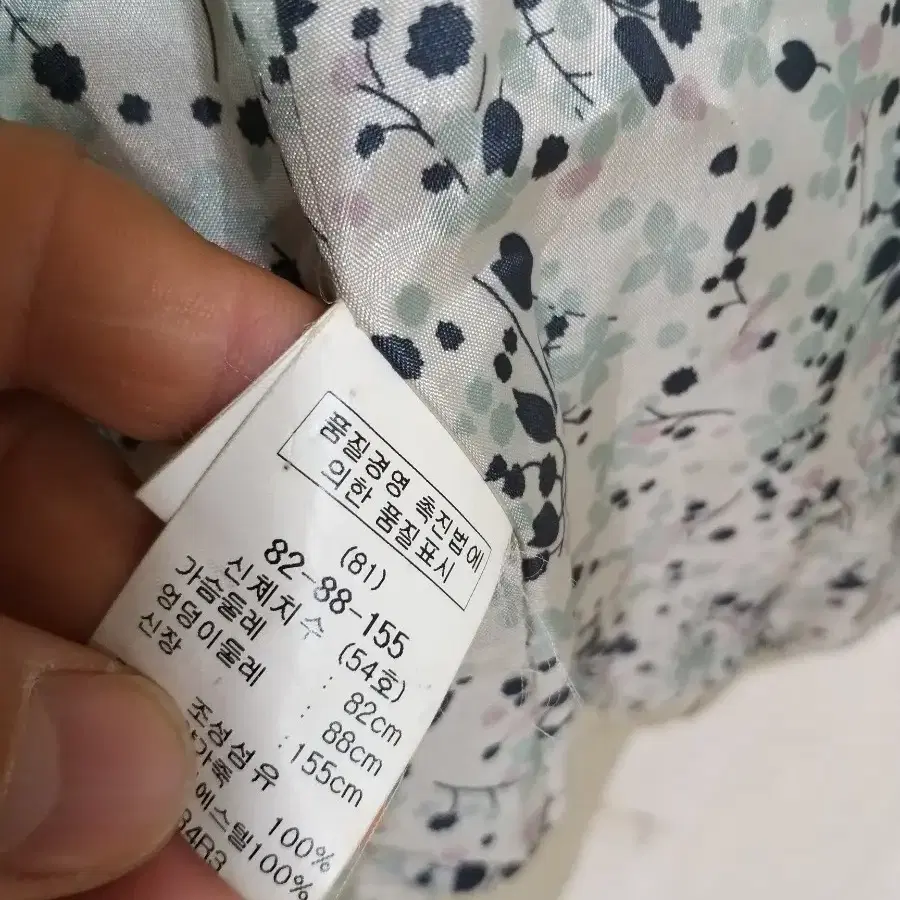 품질경영 촉진법에
의한 품질표시
(81)
82-88-155
신체치수 (54호)
가슴둘레 : 82cm
엉덩이둘레 : 88cm
신장 : 155cm
조성섬유
100%
에스텔100%